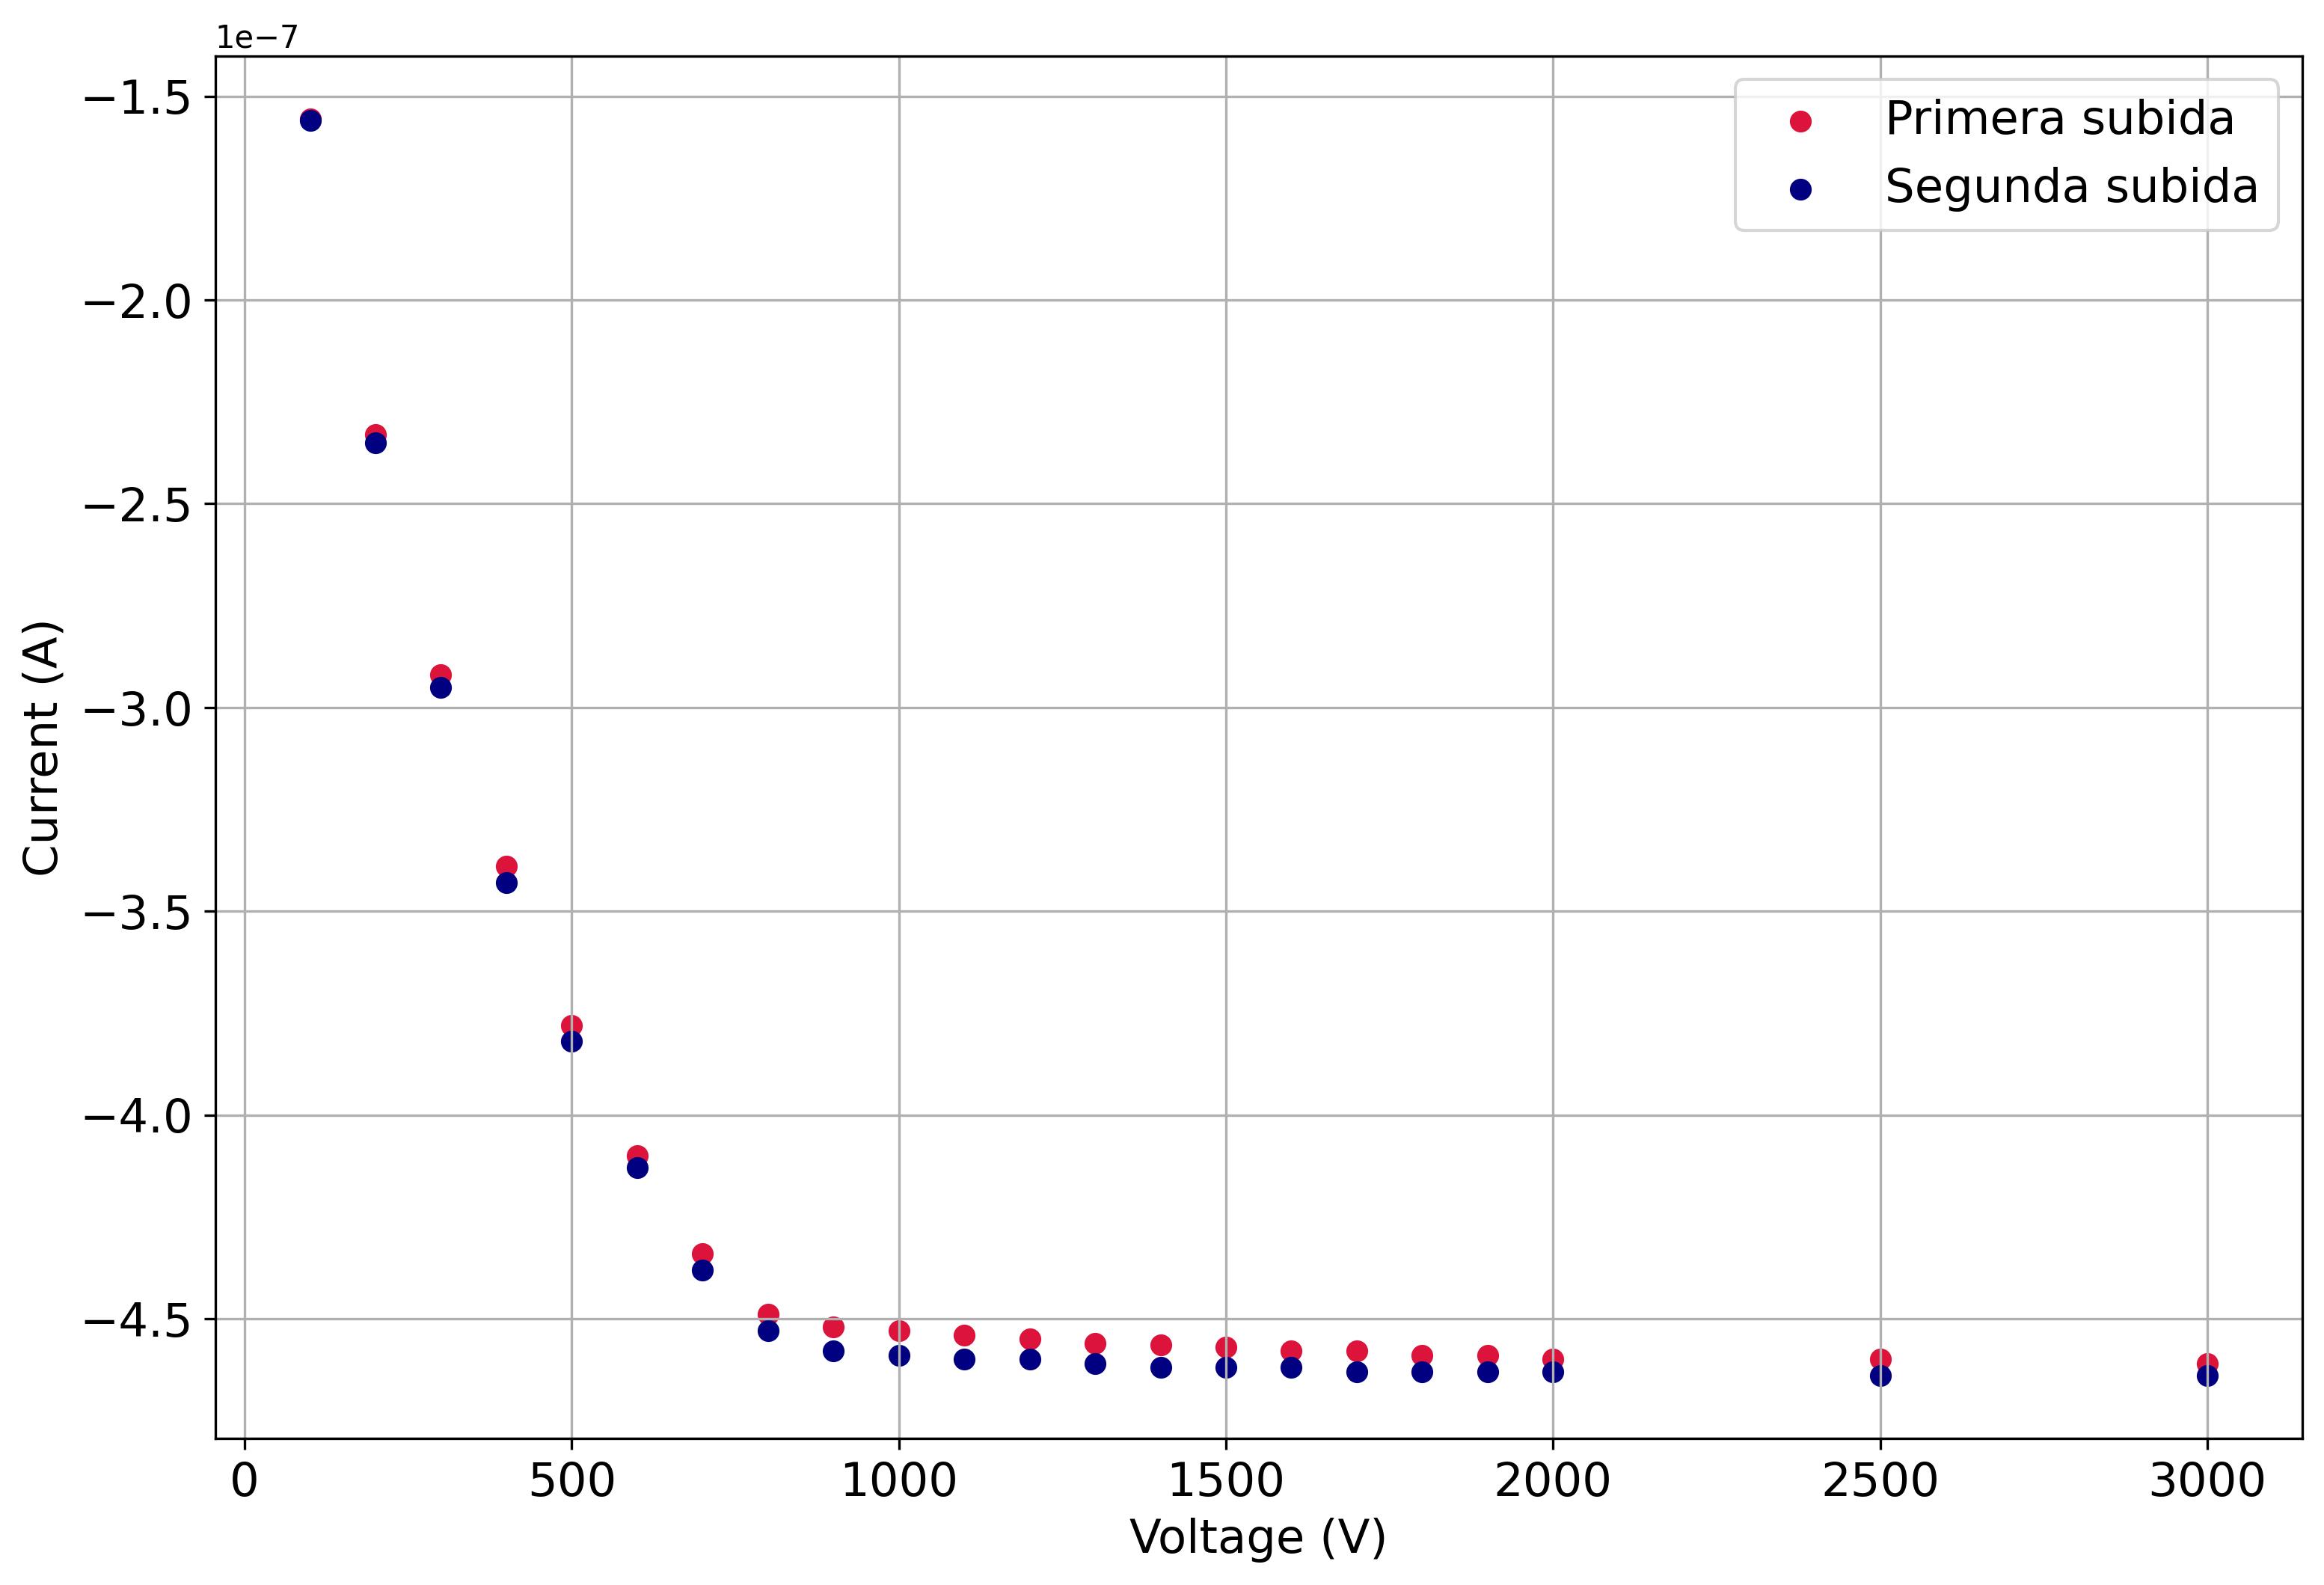 1e−7
−1.5
−2.0
−2.5
−3.0
−3.5
−4.0
−4.5
Current (A)
Primera subida
Segunda subida
0 500 1000 1500 2000 2500 3000
Voltage (V)